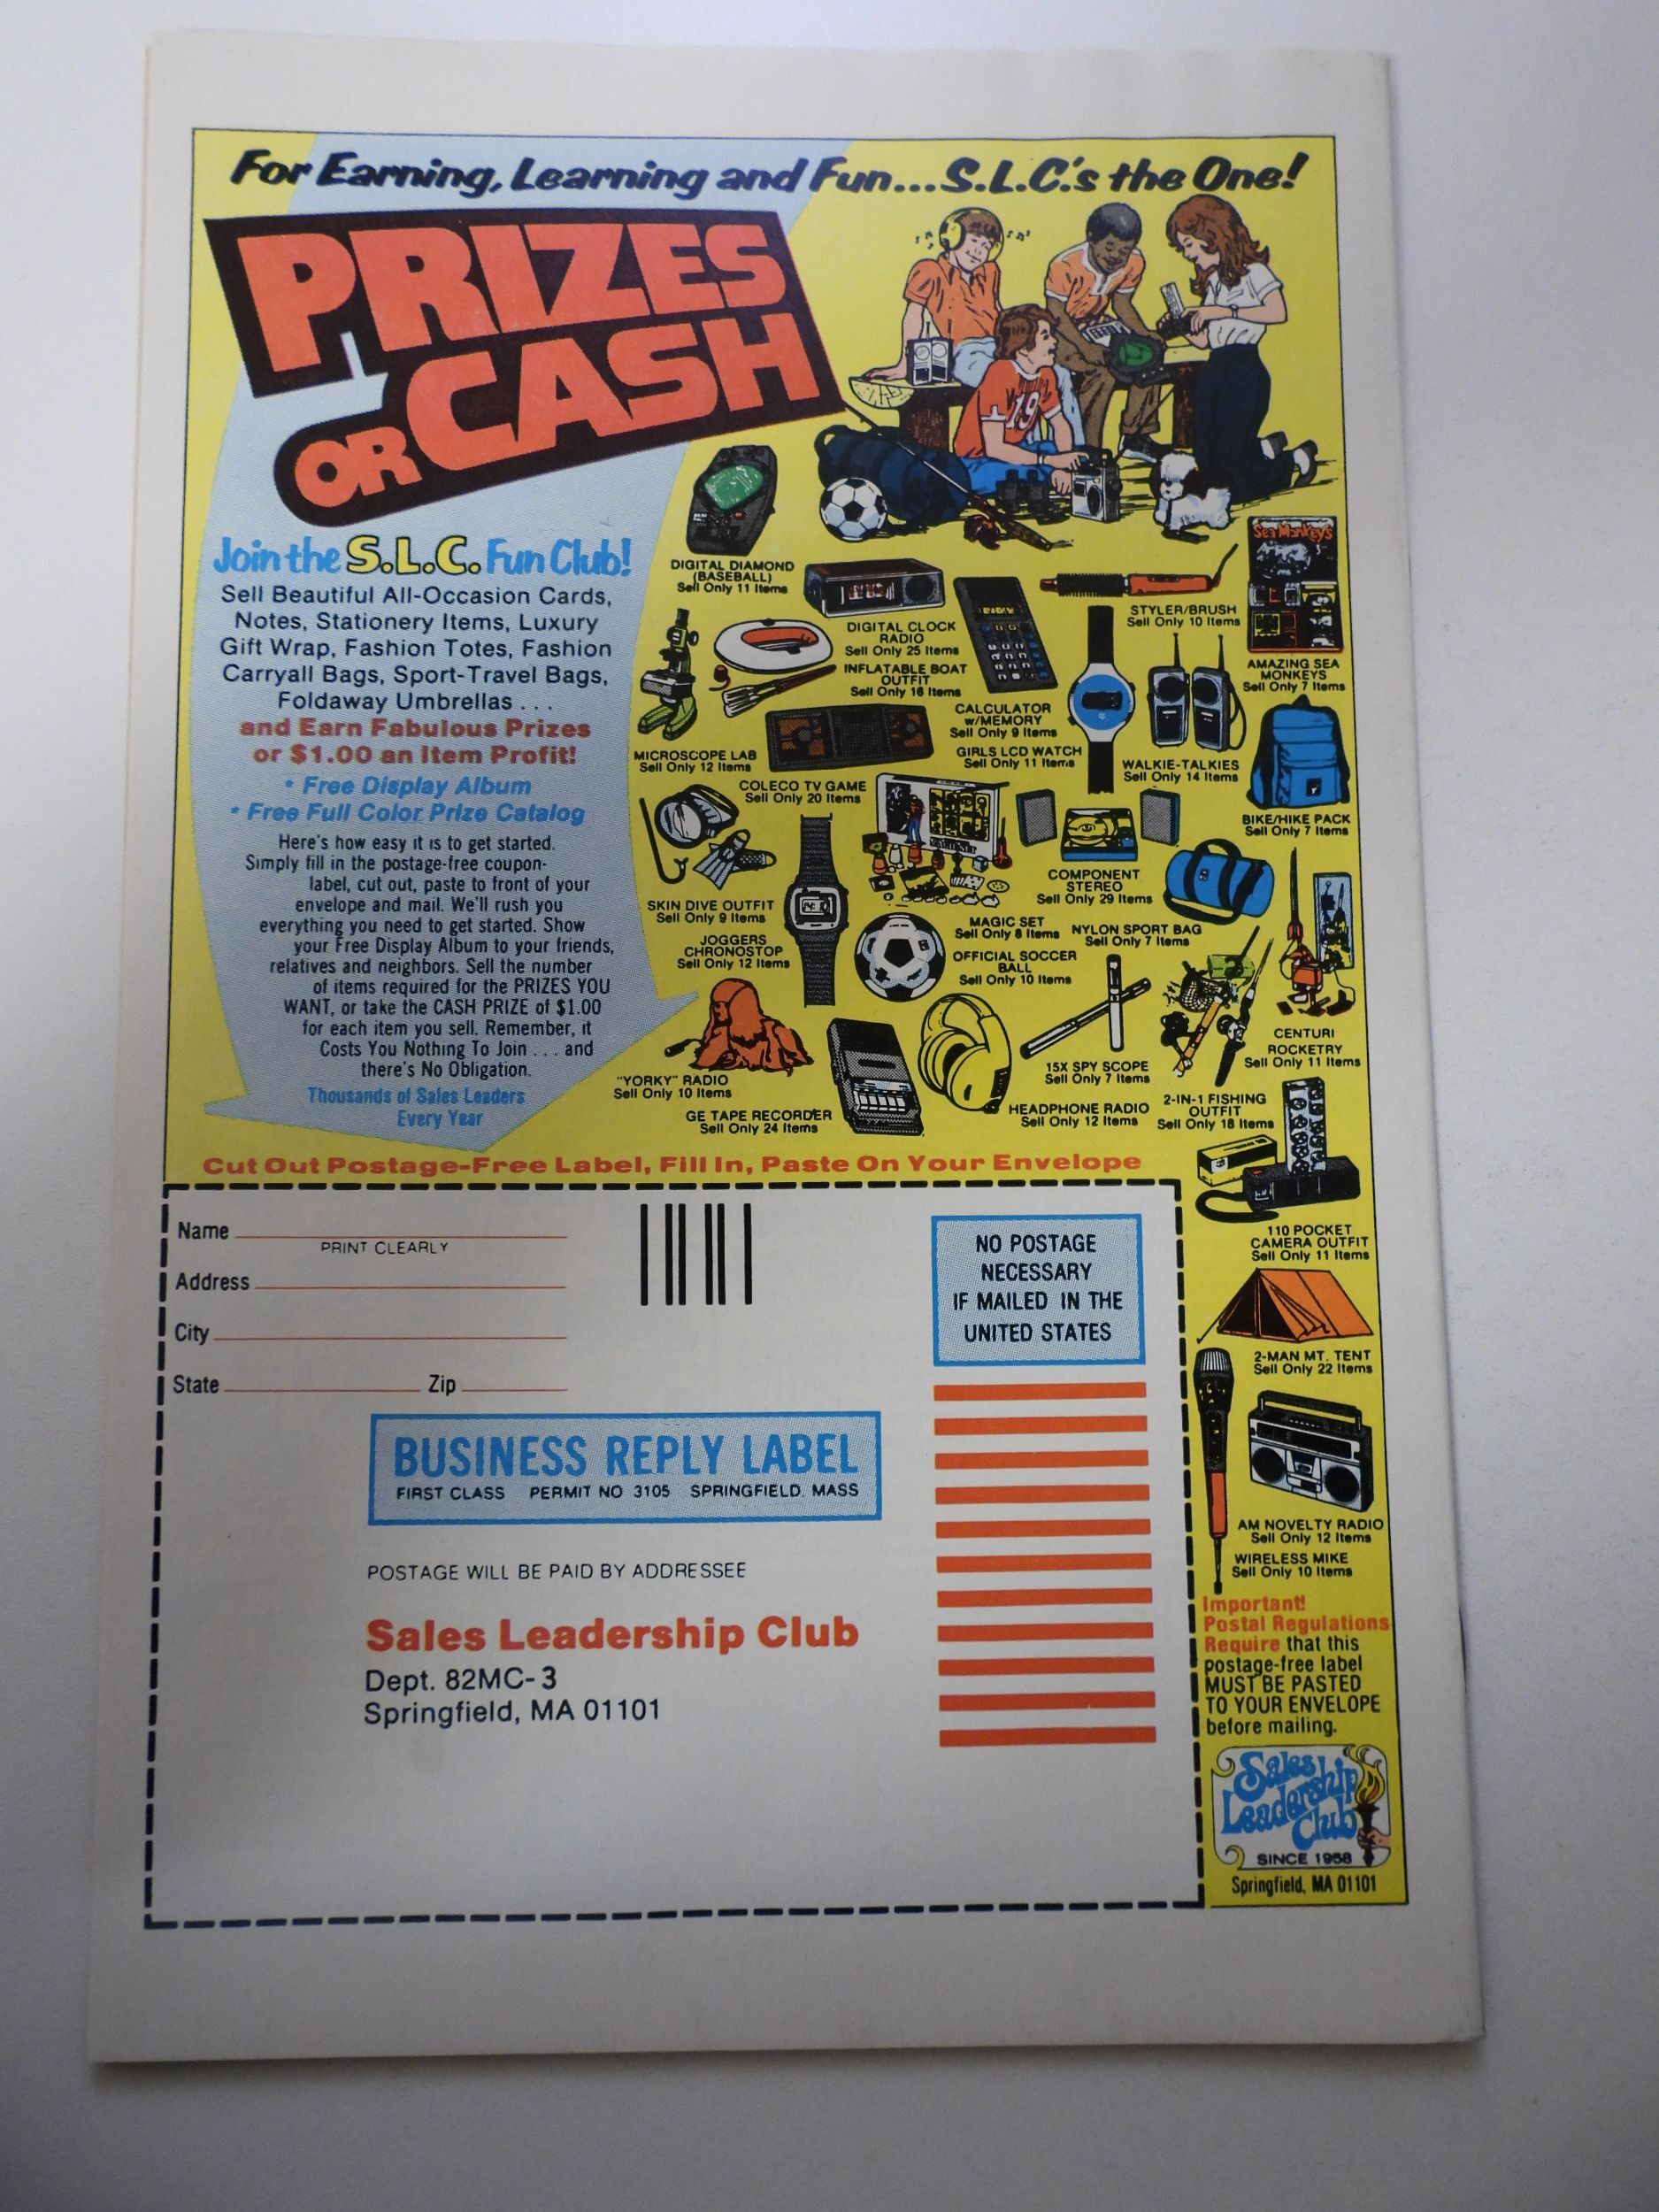 For Earning, Learning and Fun...S.L.C.'s the One!
PRIZES
OR CASH
Join the S.L.C. Fun Club!
Sell Beautiful All-Occasion Cards,
Notes, Stationery Items, Luxury
Gift Wrap, Fashion Totes, Fashion
Carryall Bags, Sport-Travel Bags,
Foldaway Umbrellas . . .
and Earn Fabulous Prizes
or $1.00 an Item Profit!
* Free Display Album
* Free Full Color Prize Catalog
Here's how easy it is to get started.
Simply fill in the postage-free coupon-
label, cut out, paste to front of your
envelope and mail. We'll rush you
everything you need to get started. Show
your Free Display Album to your friends,
relatives and neighbors. Sell the number
of items required for the PRIZES YOU
WANT, or take the CASH PRIZE of $1.00
for each item you sell. Remember, it
Costs You Nothing To Join . . . and
there's No Obligation.
Thousands of Sales Leaders
Every Year
19
DIGITAL DIAMOND
(BASEBALL)
Sell Only 11 Items
DIGITAL CLOCK
RADIO
Sell Only 25 Items
STYLER/BRUSH
Sell Only 10 Items
Sea Monkeys
AMAZING SEA
MONKEYS
Sell Only 7 Items
INFLATABLE BOAT
OUTFIT
Sell Only 16 Items
CALCULATOR
w/MEMORY
Sell Only 9 Items
MICROSCOPE LAB
Sell Only 12 Items
GIRLS LCD WATCH
Sell Only 11 Items
WALKIE-TALKIES
Sell Only 14 Items
COLECO TV GAME
Sell Only 20 Items
BIKE/HIKE PACK
Sell Only 7 Items
SKIN DIVE OUTFIT
Sell Only 9 Items
COMPONENT
STEREO
Sell Only 29 Items
MAGIC SET
Sell Only 8 Items
NYLON SPORT BAG
Sell Only 7 Items
JOGGERS
CHRONOSTOP
Sell Only 12 Items
OFFICIAL SOCCER
BALL
Sell Only 10 Items
CENTURI
ROCKETRY
Sell Only 11 Items
"YORKY" RADIO
Sell Only 10 Items
15X SPY SCOPE
Sell Only 7 Items
GE TAPE RECORDER
Sell Only 24 Items
HEADPHONE RADIO
Sell Only 12 Items
2-IN-1 FISHING
OUTFIT
Sell Only 18 Items
110 POCKET
CAMERA OUTFIT
Sell Only 11 Items
2-MAN MT. TENT
Sell Only 22 Items
AM NOVELTY RADIO
Sell Only 12 Items
WIRELESS MIKE
Sell Only 10 Items
Important!
Postal Regulations
Require that this
postage-free label
MUST BE PASTED
TO YOUR ENVELOPE
before mailing.
Sales
Leadership
Club
SINCE 1958
Springfield, MA 01101
Cut Out Postage-Free Label, Fill In, Paste On Your Envelope
Name
PRINT CLEARLY
Address
City
State Zip
NO POSTAGE
NECESSARY
IF MAILED IN THE
UNITED STATES
BUSINESS REPLY LABEL
FIRST CLASS PERMIT NO 3105 SPRINGFIELD, MASS
POSTAGE WILL BE PAID BY ADDRESSEE
Sales Leadership Club
Dept. 82MC-3
Springfield, MA 01101